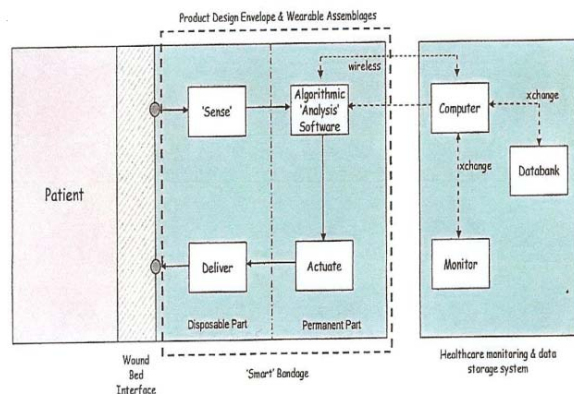 Product Design Envelope & Wearable Assemblages
wireless
'Sense'
Algorithmic
'Analysis'
Software
Computer
xchange
Databank
xchange
Patient
Deliver
Actuate
Monitor
Disposable Part
Permanent Part
Wound
Bed
Interface
'Smart' Bandage
Healthcare monitoring & data
storage system